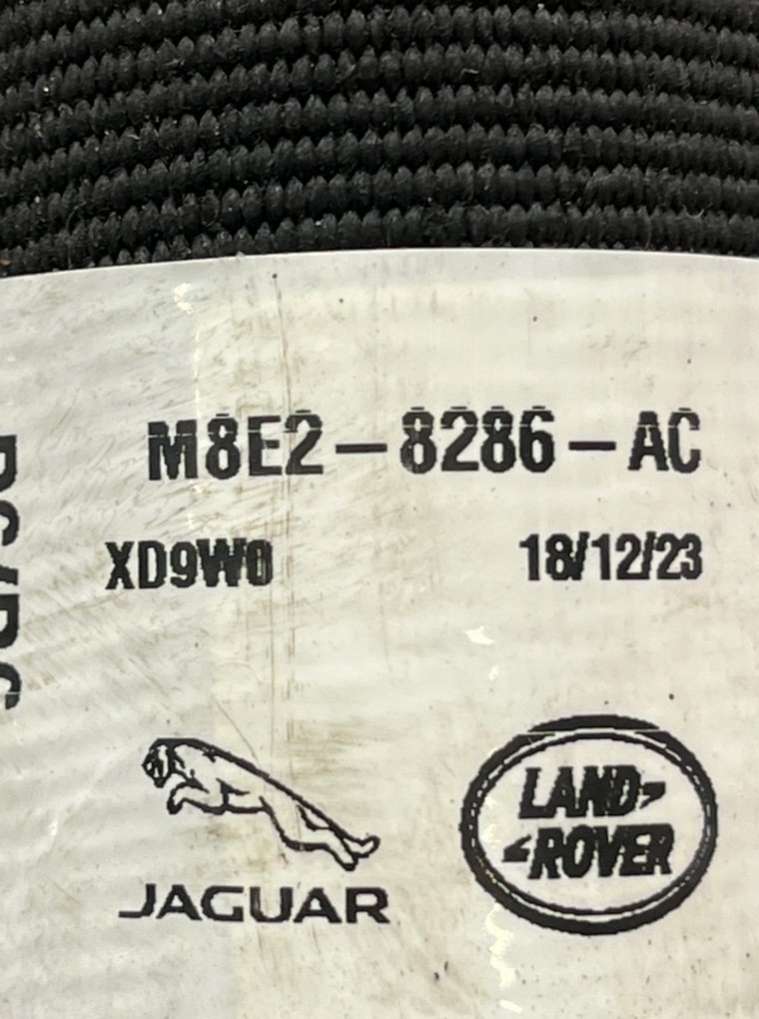 M8E2-8286-AC
XD9W0 18/12/23
JAGUAR
LAND-
-ROVER